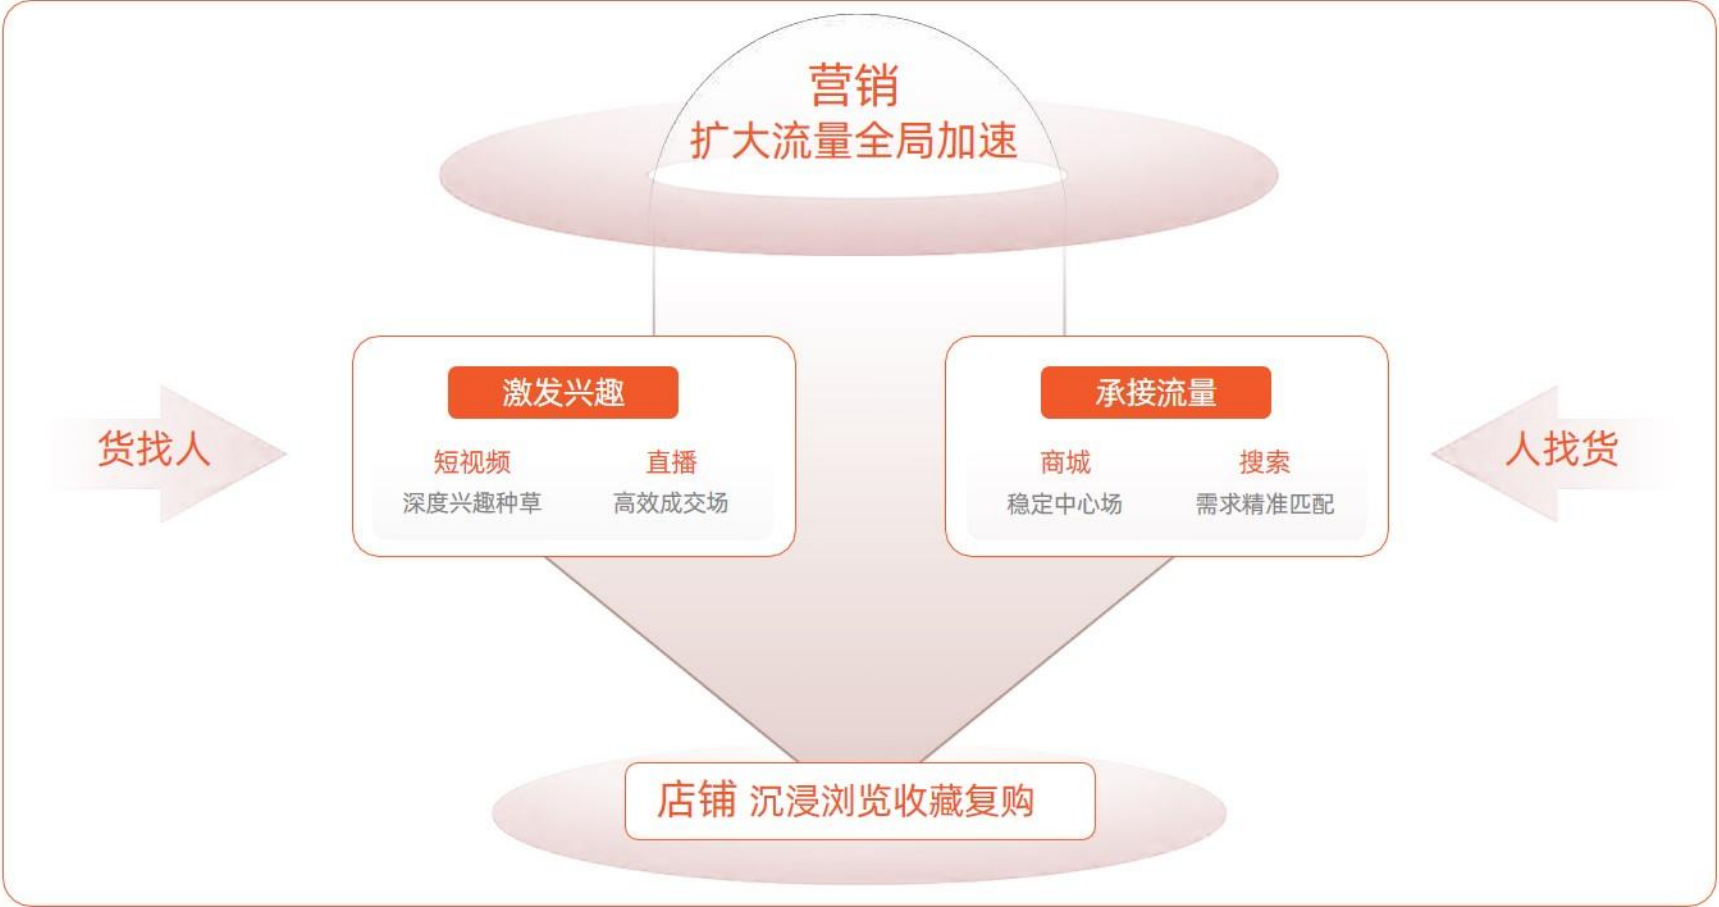 营销
扩大流量全局加速
货找人
激发兴趣
短视频 直播
深度兴趣种草 高效成交场
承接流量
商城 搜索
稳定中心场 需求精准匹配
人找货
店铺 沉浸浏览收藏复购